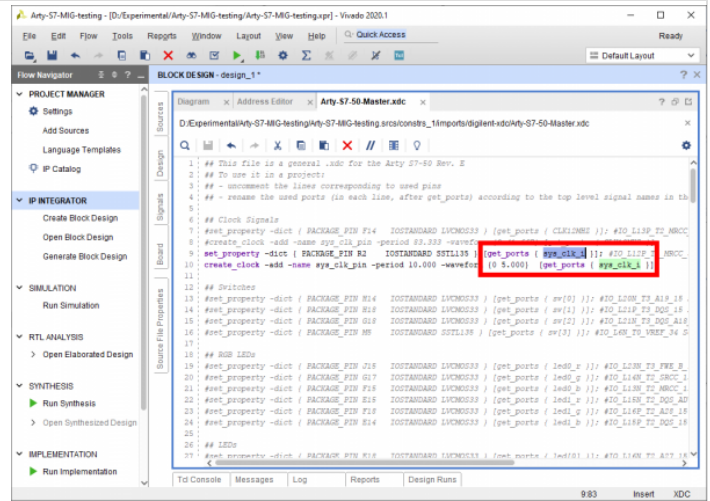 Arty-S7-MIG-testing - [D:/Experimental/Arty-S7-MIG-testing/Arty-S7-MIG-testing.xpr] - Vivado 2020.1
File Edit Flow Tools Reports Window Layout View Help Quick Access Ready
Default Layout
Flow Navigator
BLOCK DESIGN - design_1 *
PROJECT MANAGER
Settings
Add Sources
Language Templates
IP Catalog
IP INTEGRATOR
Create Block Design
Open Block Design
Generate Block Design
SIMULATION
Run Simulation
RTL ANALYSIS
Open Elaborated Design
SYNTHESIS
Run Synthesis
Open Synthesized Design
IMPLEMENTATION
Run Implementation
Sources
Design
Signals
Board
Source File Properties
Diagram Address Editor Arty-S7-50-Master.xdc
D:/Experimental/Arty-S7-MIG-testing/Arty-S7-MIG-testing.srcs/constrs_1/imports/digilent-xdc/Arty-S7-50-Master.xdc
1 ## This file is a general .xdc for the Arty S7-50 Rev. E
2 ## To use it in a project:
3 ## - uncomment the lines corresponding to used pins
4 ## - rename the used ports (in each line, after get_ports) according to the top level signal names in th
5
6 ## Clock Signals
7 #set_property -dict { PACKAGE_PIN F14 IOSTANDARD LVCMOS33 } [get_ports { CLK12MHZ }]; #IO_L13P_T2_MRCC_
8 #create_clock -add -name sys_clk_pin -period 83.333 -wavefo
9 set_property -dict { PACKAGE_PIN R2 IOSTANDARD SSTL135 } [get_ports { sys_clk_i }]; #IO_L12P_T1_MRCC_
10 create_clock -add -name sys_clk_pin -period 10.000 -wavefor {0 5.000} [get_ports { sys_clk_i }]
11
12 ## Switches
13 #set_property -dict { PACKAGE_PIN H14 IOSTANDARD LVCMOS33 } [get_ports { sw[0] }]; #IO_L20N_T3_A19_15
14 #set_property -dict { PACKAGE_PIN H18 IOSTANDARD LVCMOS33 } [get_ports { sw[1] }]; #IO_L21P_T3_DQS_15
15 #set_property -dict { PACKAGE_PIN G18 IOSTANDARD LVCMOS33 } [get_ports { sw[2] }]; #IO_L21N_T3_DQS_A18_
16 #set_property -dict { PACKAGE_PIN M5 IOSTANDARD SSTL135 } [get_ports { sw[3] }]; #IO_L6N_T0_VREF_34
17
18 ## RGB LEDs
19 #set_property -dict { PACKAGE_PIN J15 IOSTANDARD LVCMOS33 } [get_ports { led0_r }]; #IO_L23N_T3_FWE_B_
20 #set_property -dict { PACKAGE_PIN G17 IOSTANDARD LVCMOS33 } [get_ports { led0_g }]; #IO_L14N_T2_SRCC_1
21 #set_property -dict { PACKAGE_PIN F15 IOSTANDARD LVCMOS33 } [get_ports { led0_b }]; #IO_L13N_T2_MRCC_1
22 #set_property -dict { PACKAGE_PIN E15 IOSTANDARD LVCMOS33 } [get_ports { led1_r }]; #IO_L15N_T2_DQS_AD
23 #set_property -dict { PACKAGE_PIN F18 IOSTANDARD LVCMOS33 } [get_ports { led1_g }]; #IO_L16P_T2_A28_15
24 #set_property -dict { PACKAGE_PIN E14 IOSTANDARD LVCMOS33 } [get_ports { led1_b }]; #IO_L15P_T2_DQS_15
25
26 ## LEDs
27 #set_property -dict { PACKAGE_PIN E18 IOSTANDARD LVCMOS33 } [get_ports { led[0] }]; #IO_L16N_T2_A27_15
Tcl Console Messages Log Reports Design Runs
9:83 Insert XDC